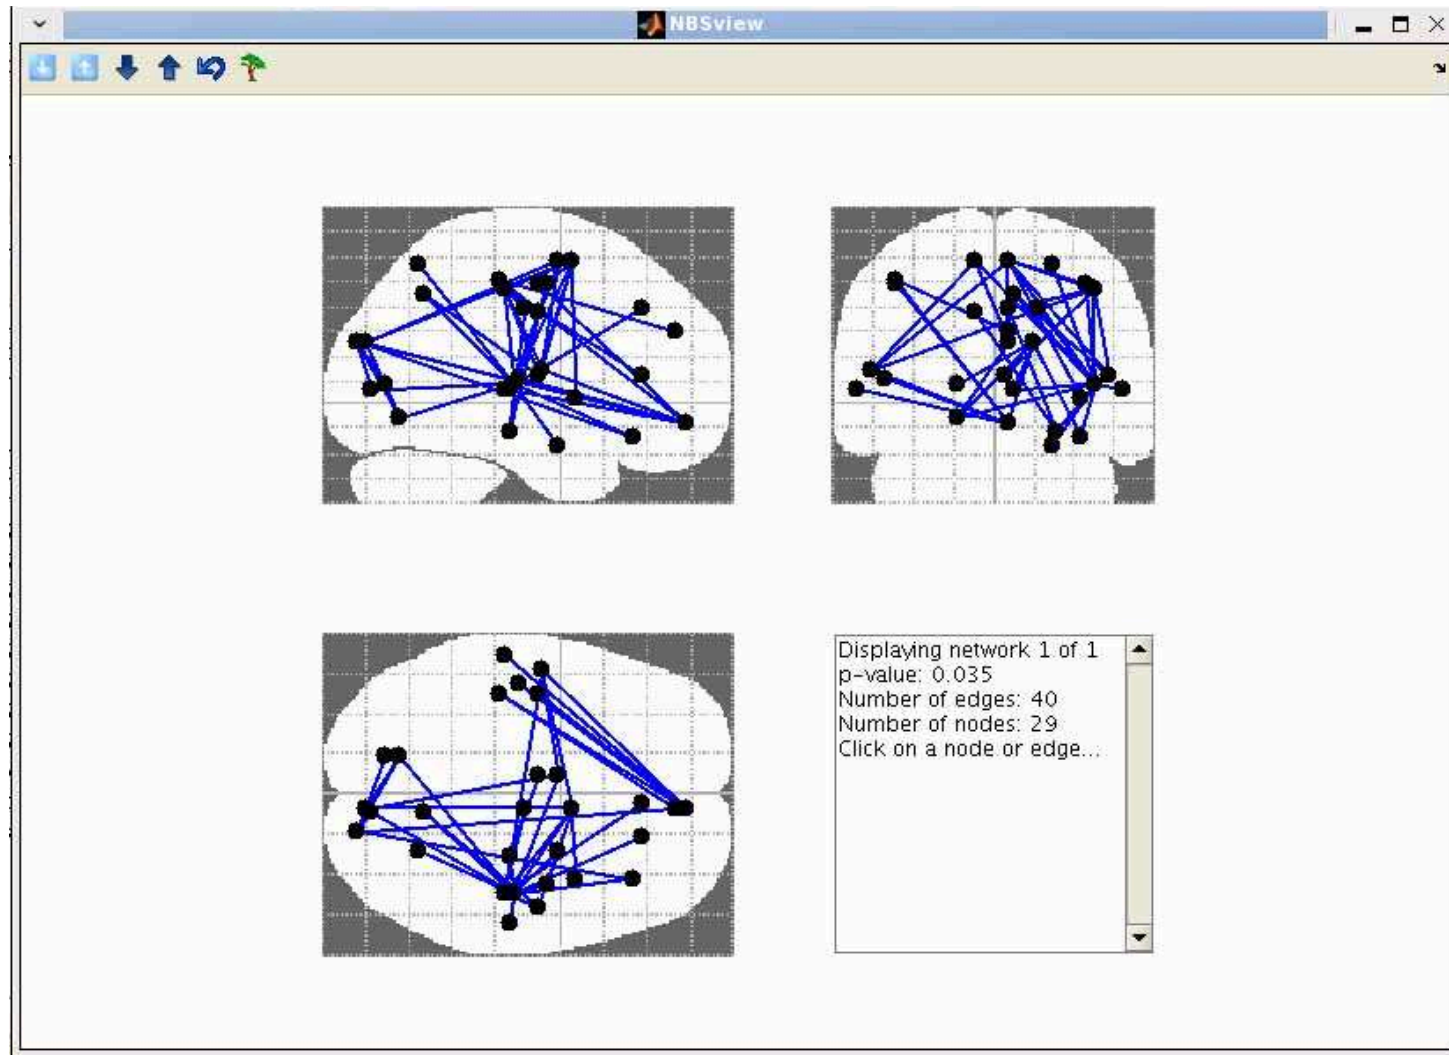 NBSview
Displaying network 1 of 1
p-value: 0.035
Number of edges: 40
Number of nodes: 29
Click on a node or edge...